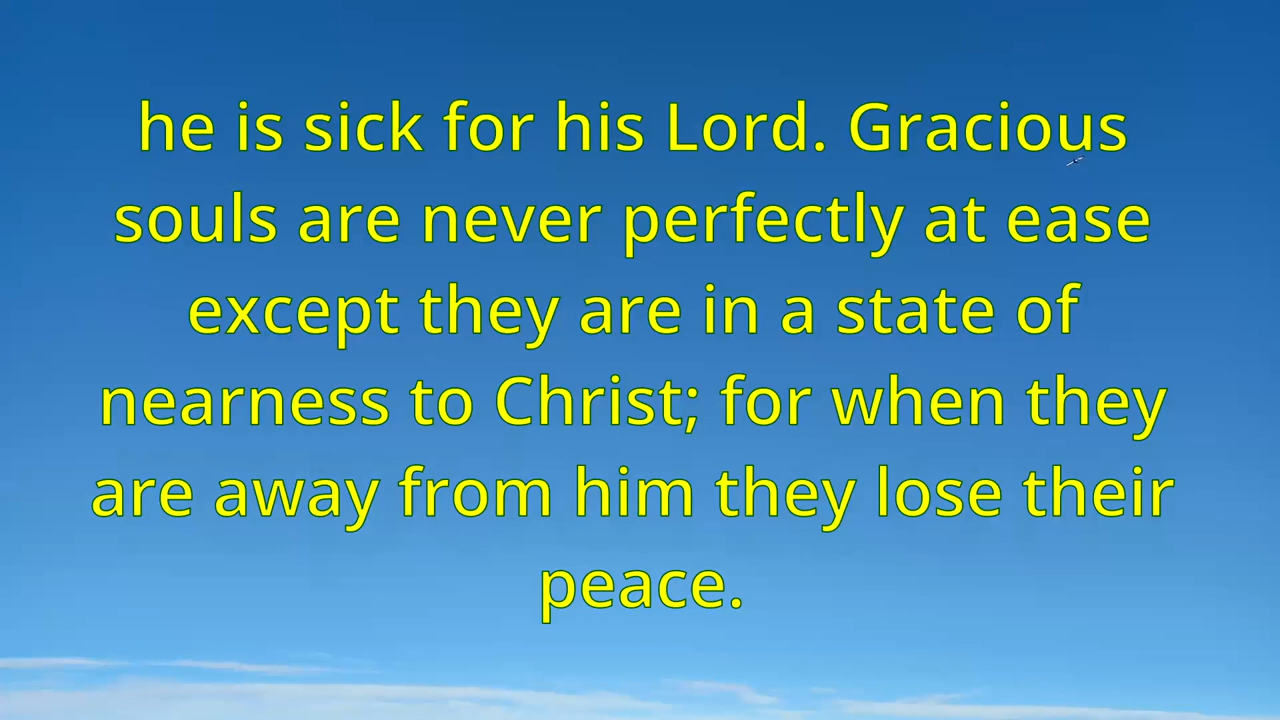 he is sick for his Lord. Gracious
souls are never perfectly at ease
except they are in a state of
nearness to Christ; for when they
are away from him they lose their
peace.